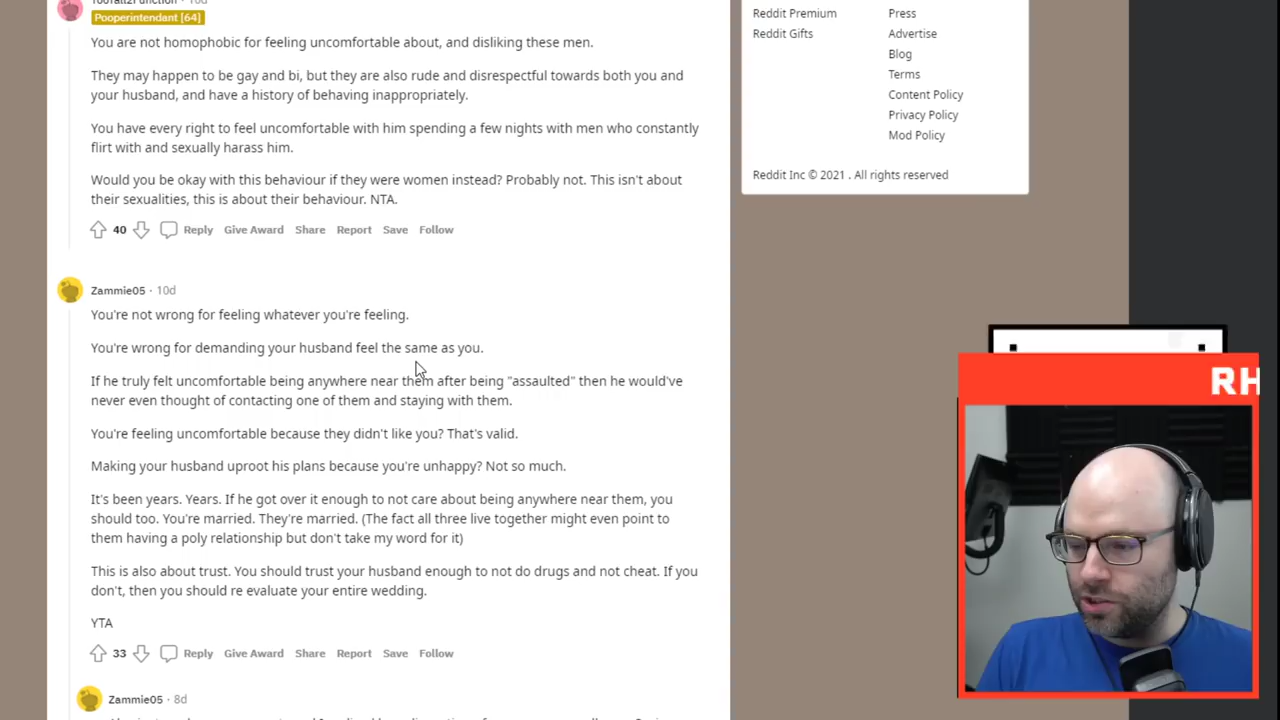 Pooperintendant [64]
You are not homophobic for feeling uncomfortable about, and disliking these men.
They may happen to be gay and bi, but they are also rude and disrespectful towards both you and
your husband, and have a history of behaving inappropriately.
You have every right to feel uncomfortable with him spending a few nights with men who constantly
flirt with and sexually harass him.
Would you be okay with this behaviour if they were women instead? Probably not. This isn't about
their sexualities, this is about their behaviour. NTA.
40 Reply Give Award Share Report Save Follow
Zammie05 · 10d
You're not wrong for feeling whatever you're feeling.
You're wrong for demanding your husband feel the same as you.
If he truly felt uncomfortable being anywhere near them after being "assaulted" then he would've
never even thought of contacting one of them and staying with them.
You're feeling uncomfortable because they didn't like you? That's valid.
Making your husband uproot his plans because you're unhappy? Not so much.
It's been years. Years. If he got over it enough to not care about being anywhere near them, you
should too. You're married. They're married. (The fact all three live together might even point to
them having a poly relationship but don't take my word for it)
This is also about trust. You should trust your husband enough to not do drugs and not cheat. If you
don't, then you should re evaluate your entire wedding.
YTA
33 Reply Give Award Share Report Save Follow
Zammie05 · 8d
Reddit Premium
Reddit Gifts
Press
Advertise
Blog
Terms
Content Policy
Privacy Policy
Mod Policy
Reddit Inc © 2021 . All rights reserved
RH